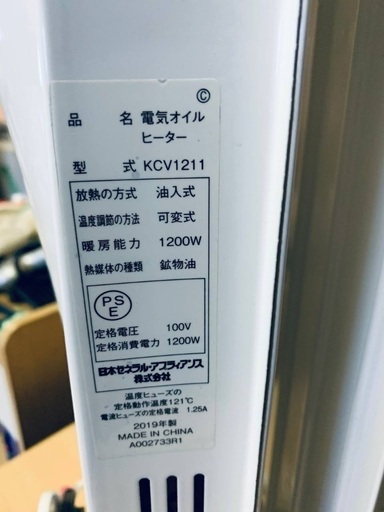 ©
品 名 電気オイル
ヒーター
型 式 KCV1211
放熱の方式 油入式
温度調節の方法 可変式
暖房能力 1200W
熱媒体の種類 鉱物油
PS
E
定格電圧 100V
定格消費電力 1200W
日本ゼネラル・アプラィアンス
株式会社
温度ヒューズの
定格動作温度121℃
電流ヒューズの定格電流 1.25A
2019年製
MADE IN CHINA
A002733R1